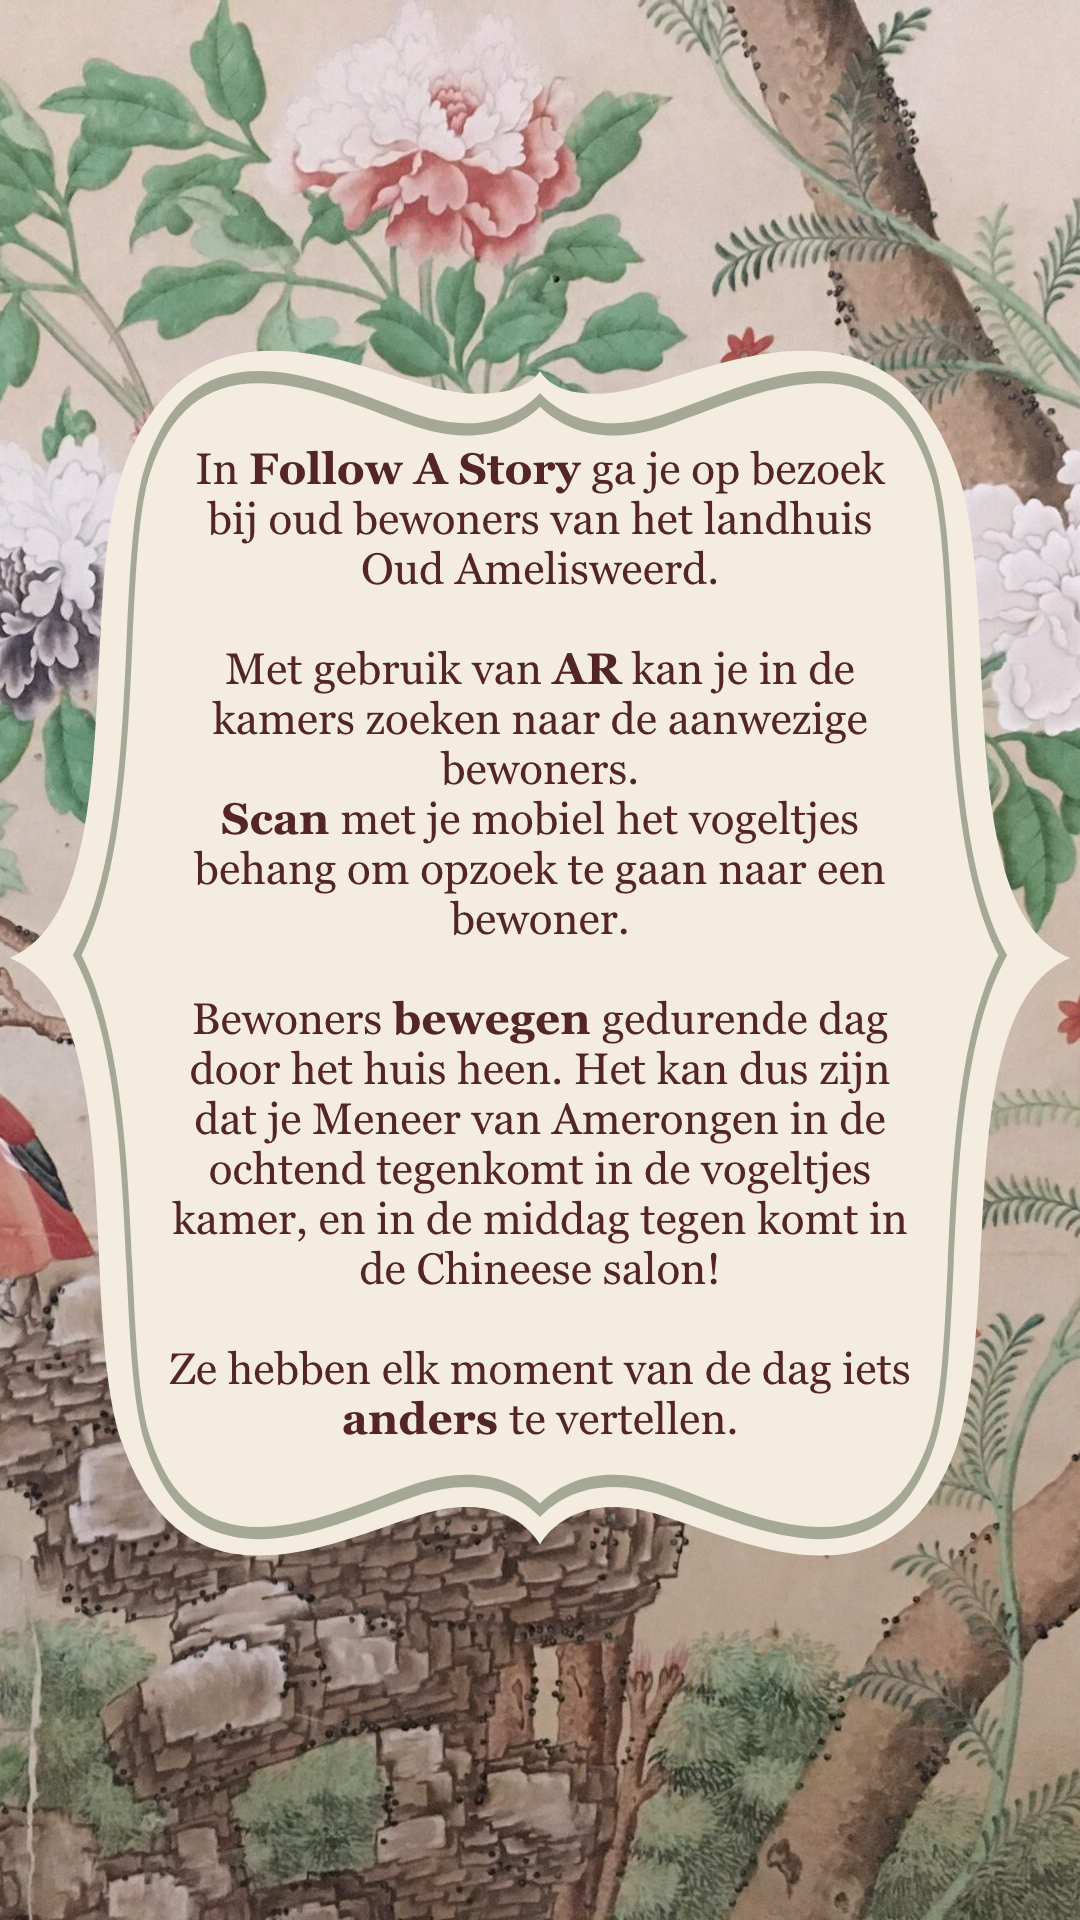 In Follow A Story ga je op bezoek
bij oud bewoners van het landhuis
Oud Amelisweerd.
Met gebruik van AR kan je in de
kamers zoeken naar de aanwezige
bewoners.
Scan met je mobiel het vogeltjes
behang om opzoek te gaan naar een
bewoner.
Bewoners bewegen gedurende dag
door het huis heen. Het kan dus zijn
dat je Meneer van Amerongen in de
ochtend tegenkomt in de vogeltjes
kamer, en in de middag tegen komt in
de Chineese salon!
Ze hebben elk moment van de dag iets
anders te vertellen.